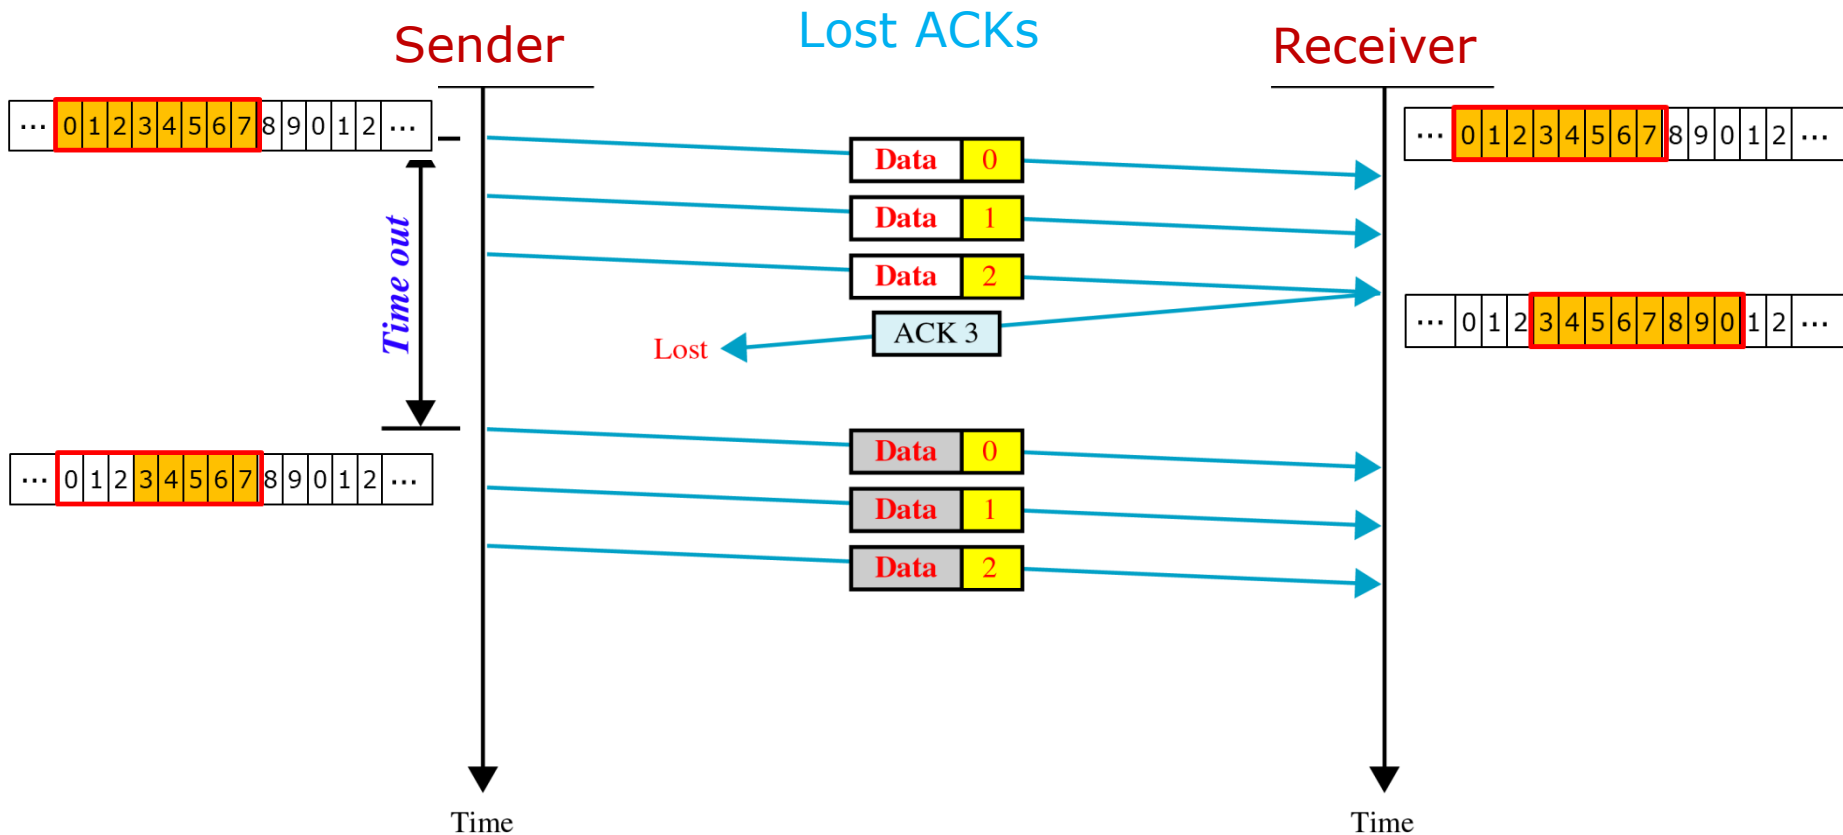 Lost ACKs
Sender
Receiver
... 0 1 2 3 4 5 6 7 8 9 0 1 2 ...
... 0 1 2 3 4 5 6 7 8 9 0 1 2 ...
Data 0
Data 1
Time out
Data 2
ACK 3
Lost
... 0 1 2 3 4 5 6 7 8 9 0 1 2 ...
Data 0
... 0 1 2 3 4 5 6 7 8 9 0 1 2 ...
Data 1
Data 2
Time
Time